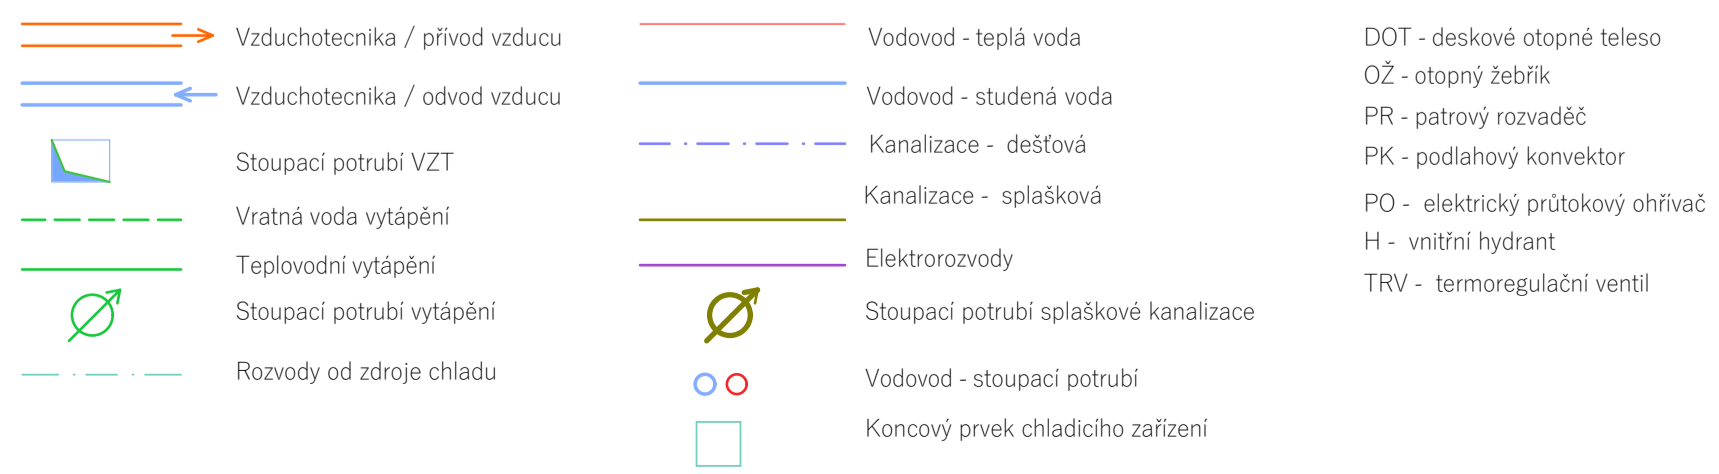 Vzduchotecnika / přívod vzducu
Vzduchotecnika / odvod vzducu
Stoupací potrubí VZT
Vratná voda vytápění
Teplovodní vytápění
Stoupací potrubí vytápění
Rozvody od zdroje chladu
Vodovod - teplá voda
Vodovod - studená voda
Kanalizace - dešťová
Kanalizace - splašková
Elektrorozvody
Stoupací potrubí splaškové kanalizace
Vodovod - stoupací potrubí
Koncový prvek chladicího zařízení
DOT - deskové otopné teleso
OŽ - otopný žebřík
PR - patrový rozvaděč
PK - podlahový konvektor
PO - elektrický průtokový ohřívač
H - vnitřní hydrant
TRV - termoregulační ventil